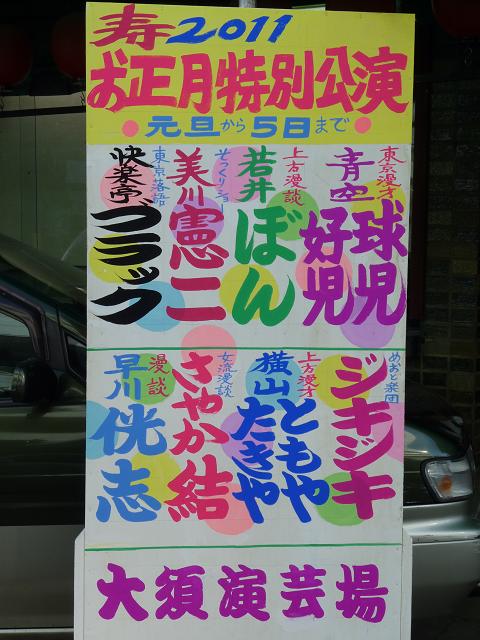 寿2011
お正月特別公演
元旦から5日まで
東京漫才
青空
球児
好児
上方漫談
若井
ぼん
そっくりショー
美川憲二
東京落語
快楽亭
ブラック
めおと楽団
ジキジキ
上方漫才
横山
ともや
たきや
女流漫談
さやか結
漫談
早川
侊志
大須演芸場